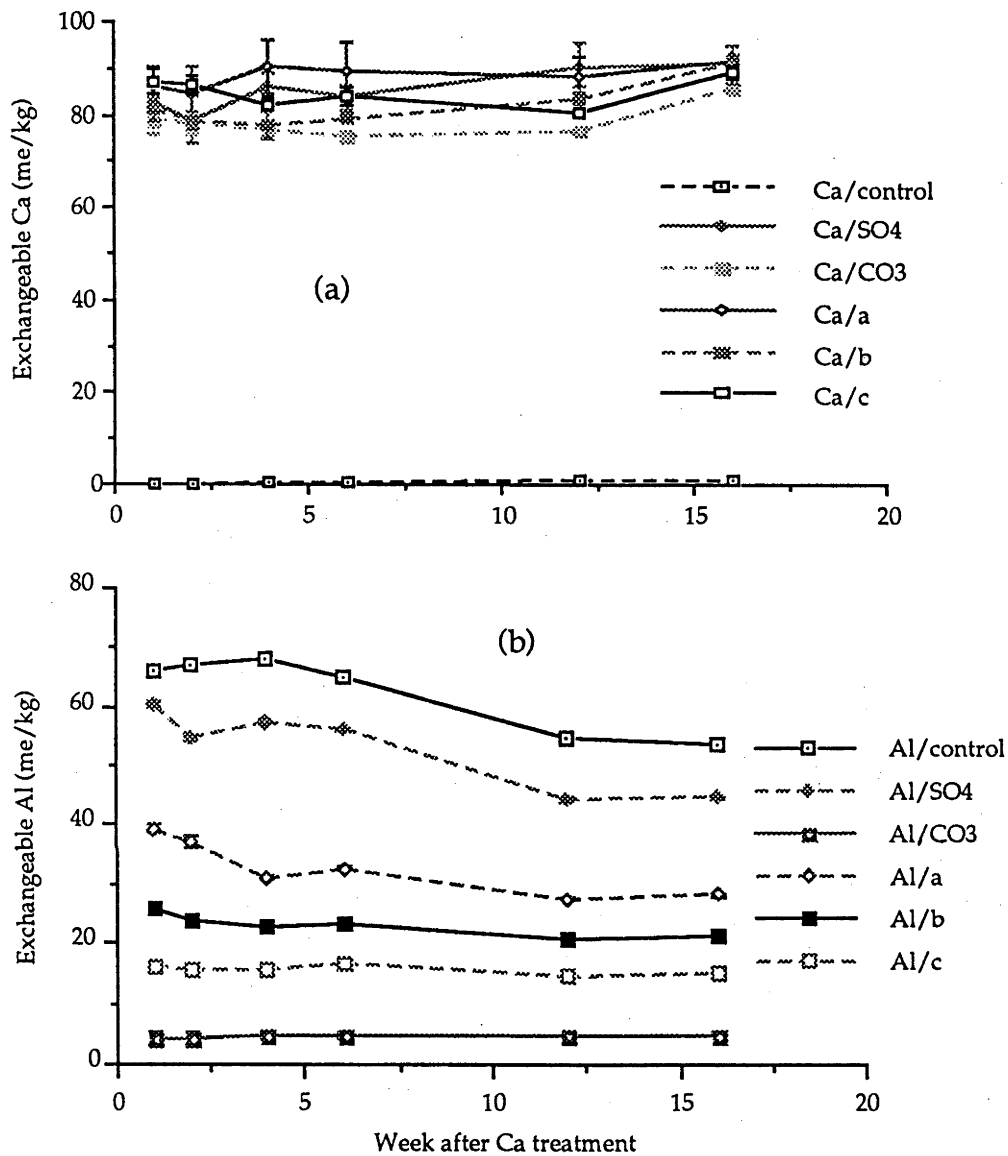 100
80
60
40
20
0
Exchangeable Ca (me/kg)
(a)
Ca/control
Ca/SO4
Ca/CO3
Ca/a
Ca/b
Ca/c
0
5
10
15
20
80
60
40
20
0
Exchangeable Al (me/kg)
(b)
Al/control
Al/SO4
Al/CO3
Al/a
Al/b
Al/c
0
5
10
15
20
Week after Ca treatment